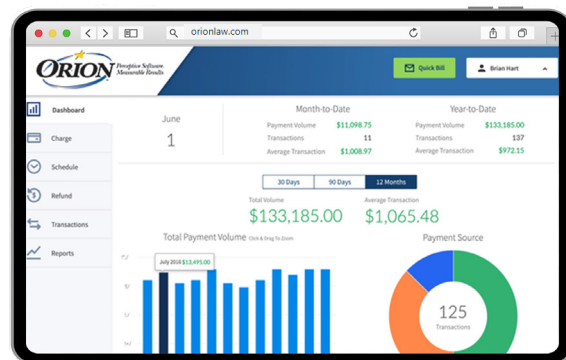 orionlaw.com
ORION
Perceptive Software.
Measurable Results
Quick Bill
Brian Hart
Dashboard
Charge
Schedule
Refund
Transactions
Reports
June
1
Month-to-Date
Payment Volume $11,098.75
Transactions 11
Average Transaction $1,008.97
Year-to-Date
Payment Volume $133,185.00
Transactions 137
Average Transaction $972.15
30 Days 90 Days 12 Months
Total Volume
$133,185.00
Average Transaction
$1,065.48
Total Payment Volume Click & Drag To Zoom
July 2018 $13,495.00
Payment Source
125
Transactions